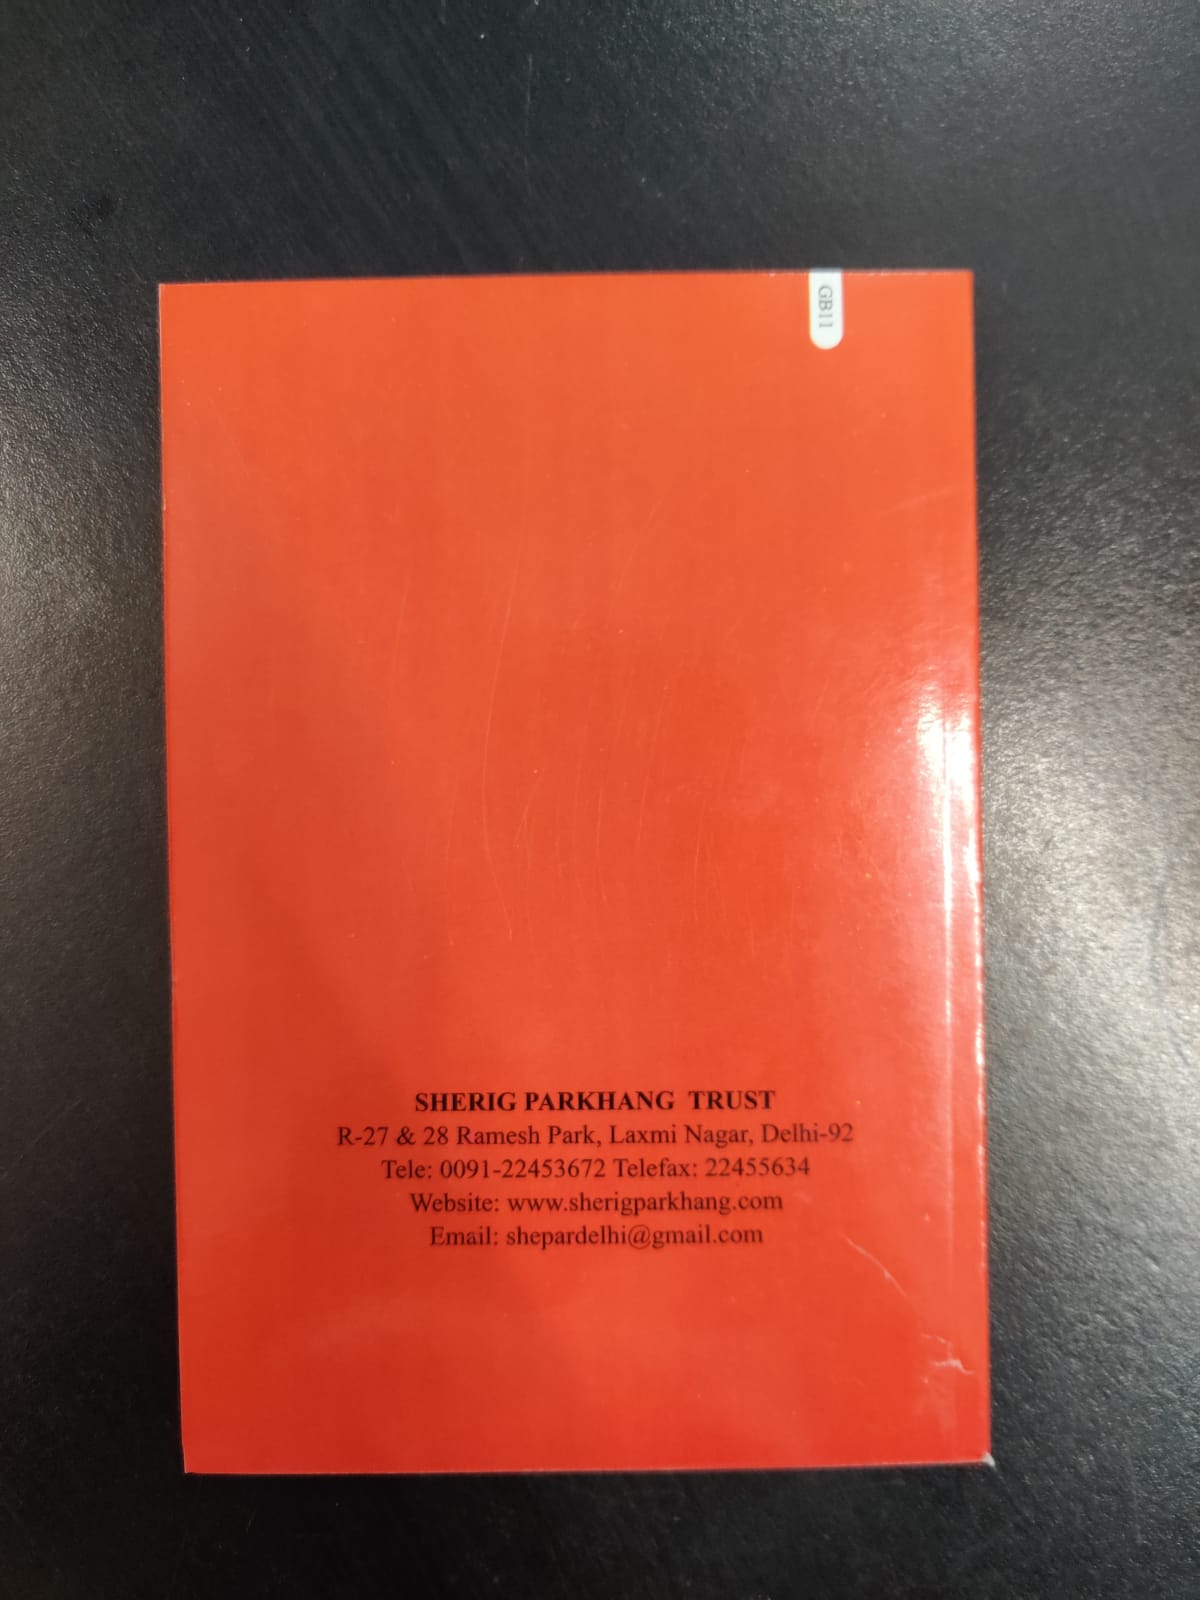 GB11
SHERIG PARKHANG TRUST
R-27 & 28 Ramesh Park, Laxmi Nagar, Delhi-92
Tele: 0091-22453672 Telefax: 22455634
Website: www.sherigparkhang.com
Email: shepardelhi@gmail.com